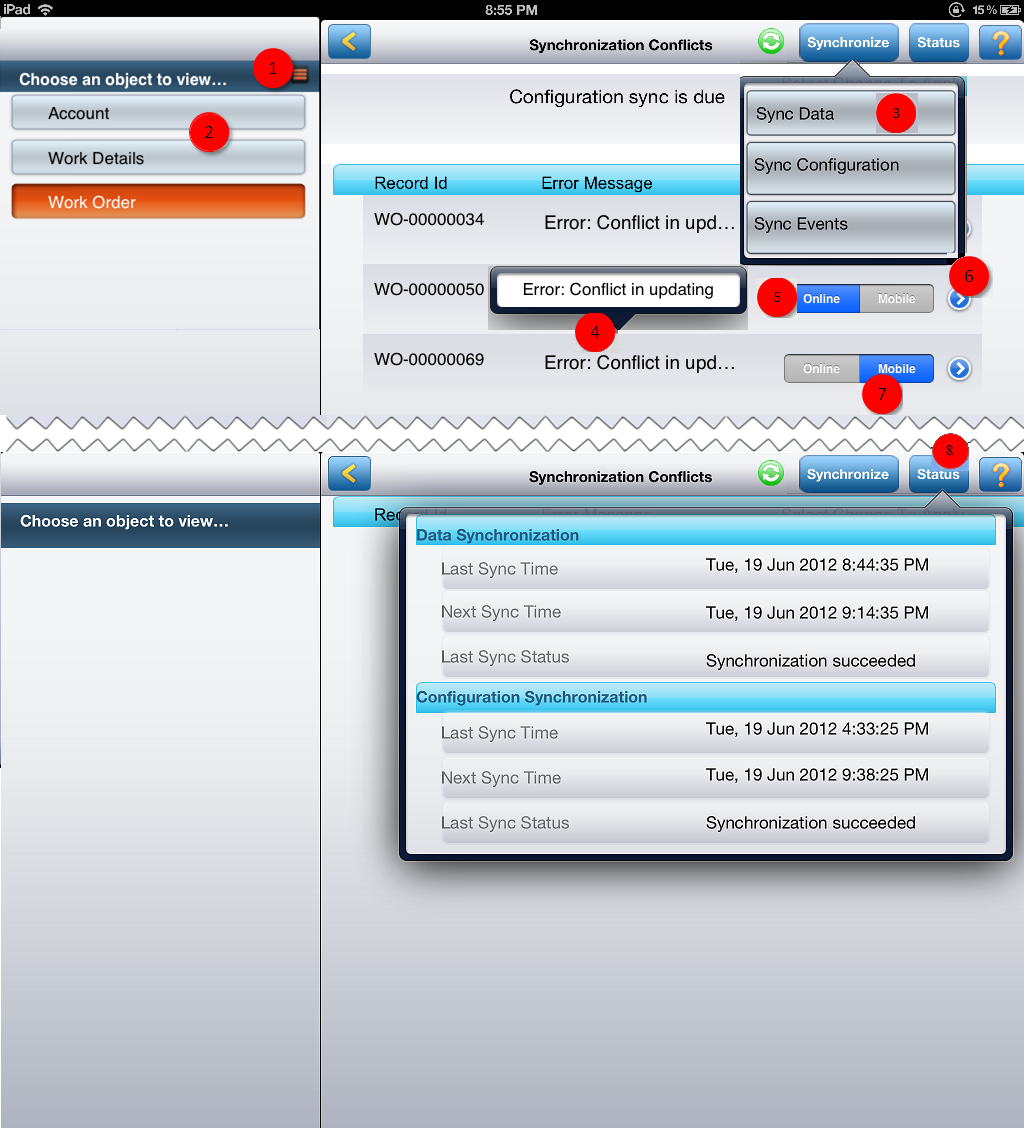 iPad 8:55 PM 15%
Synchronization Conflicts Synchronize Status ?
Choose an object to view... 1
Account
2
Work Details
Work Order
Configuration sync is due
Sync Data 3
Sync Configuration
Sync Events
Record Id Error Message
WO-00000034 Error: Conflict in upd...
6
WO-00000050 Error: Conflict in updating 5 Online Mobile
4
WO-00000069 Error: Conflict in upd... Online Mobile
7
8
Synchronization Conflicts Synchronize Status ?
Choose an object to view...
Rec
Data Synchronization
Last Sync Time Tue, 19 Jun 2012 8:44:35 PM
Next Sync Time Tue, 19 Jun 2012 9:14:35 PM
Last Sync Status Synchronization succeeded
Configuration Synchronization
Last Sync Time Tue, 19 Jun 2012 4:33:25 PM
Next Sync Time Tue, 19 Jun 2012 9:38:25 PM
Last Sync Status Synchronization succeeded